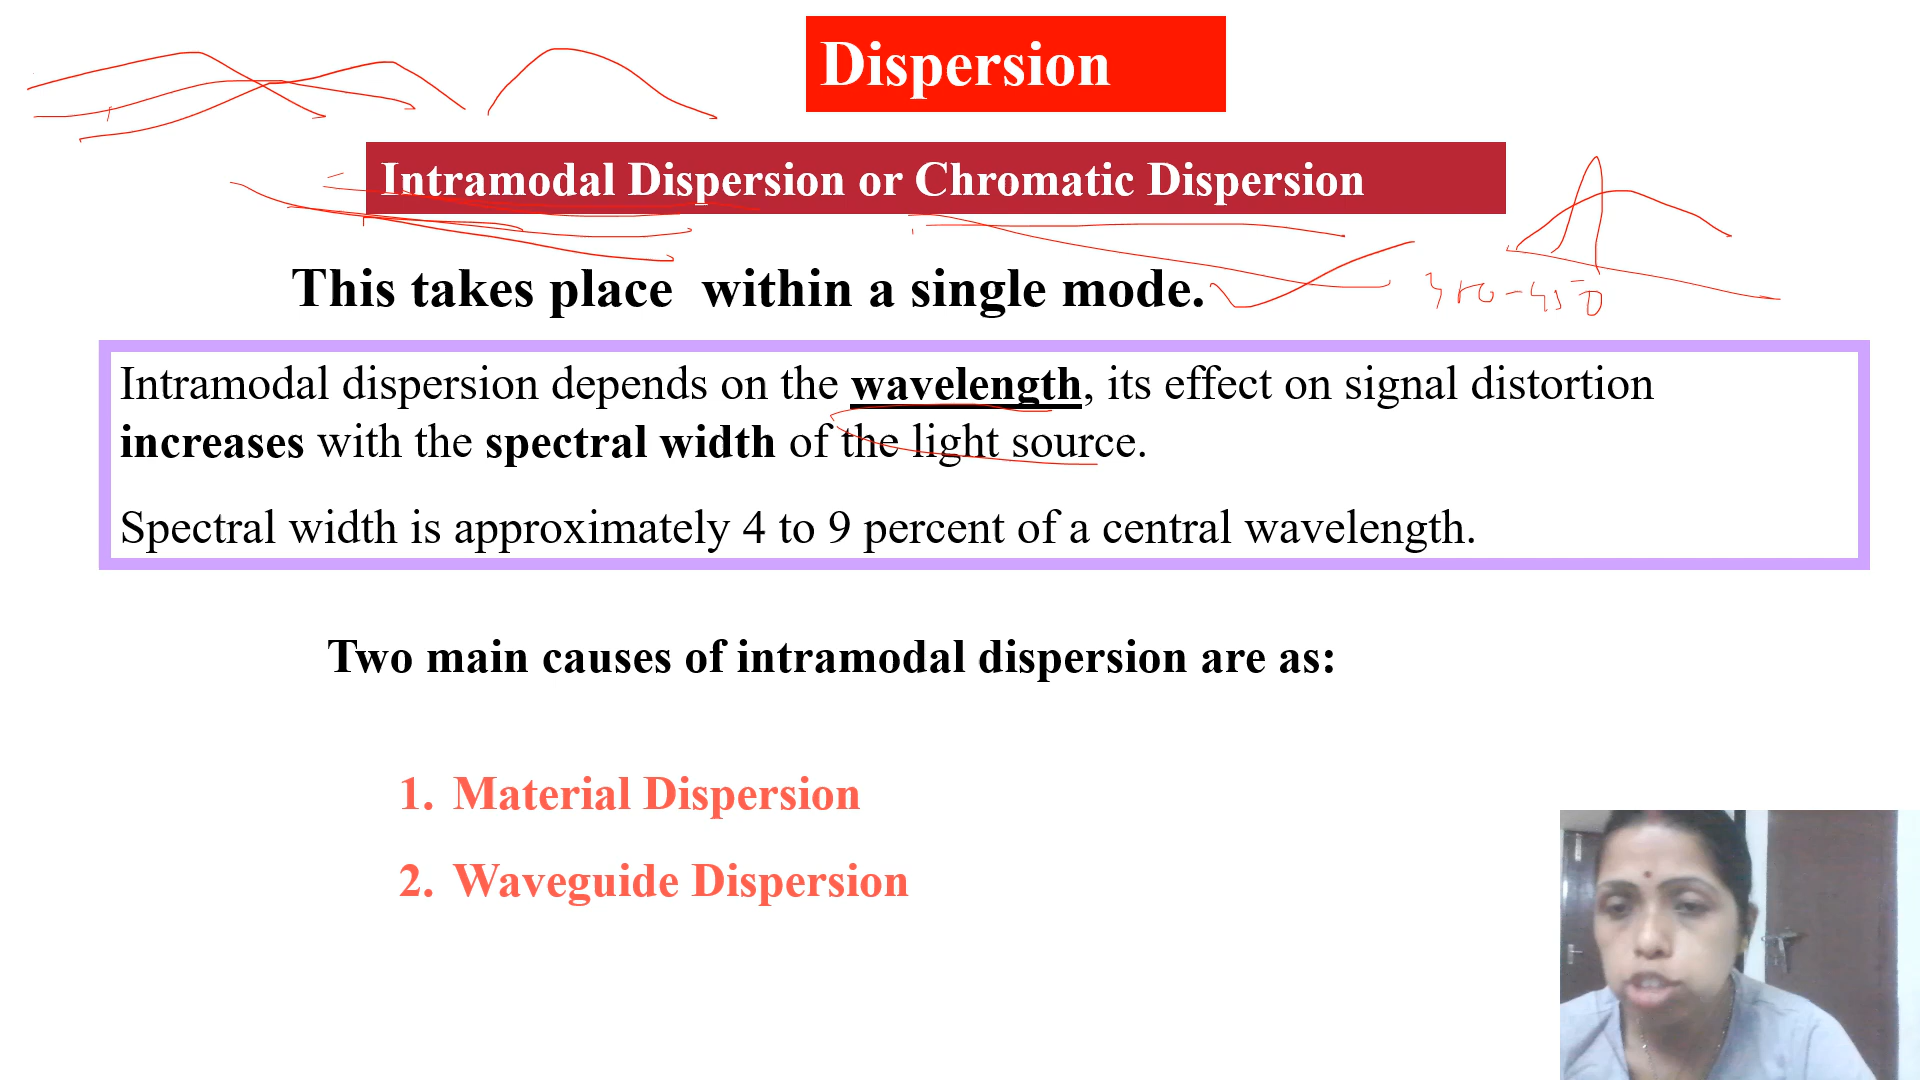 Dispersion
Intramodal Dispersion or Chromatic Dispersion
This takes place within a single mode.
Intramodal dispersion depends on the wavelength, its effect on signal distortion
increases with the spectral width of the light source.
Spectral width is approximately 4 to 9 percent of a central wavelength.
Two main causes of intramodal dispersion are as:
1. Material Dispersion
2. Waveguide Dispersion